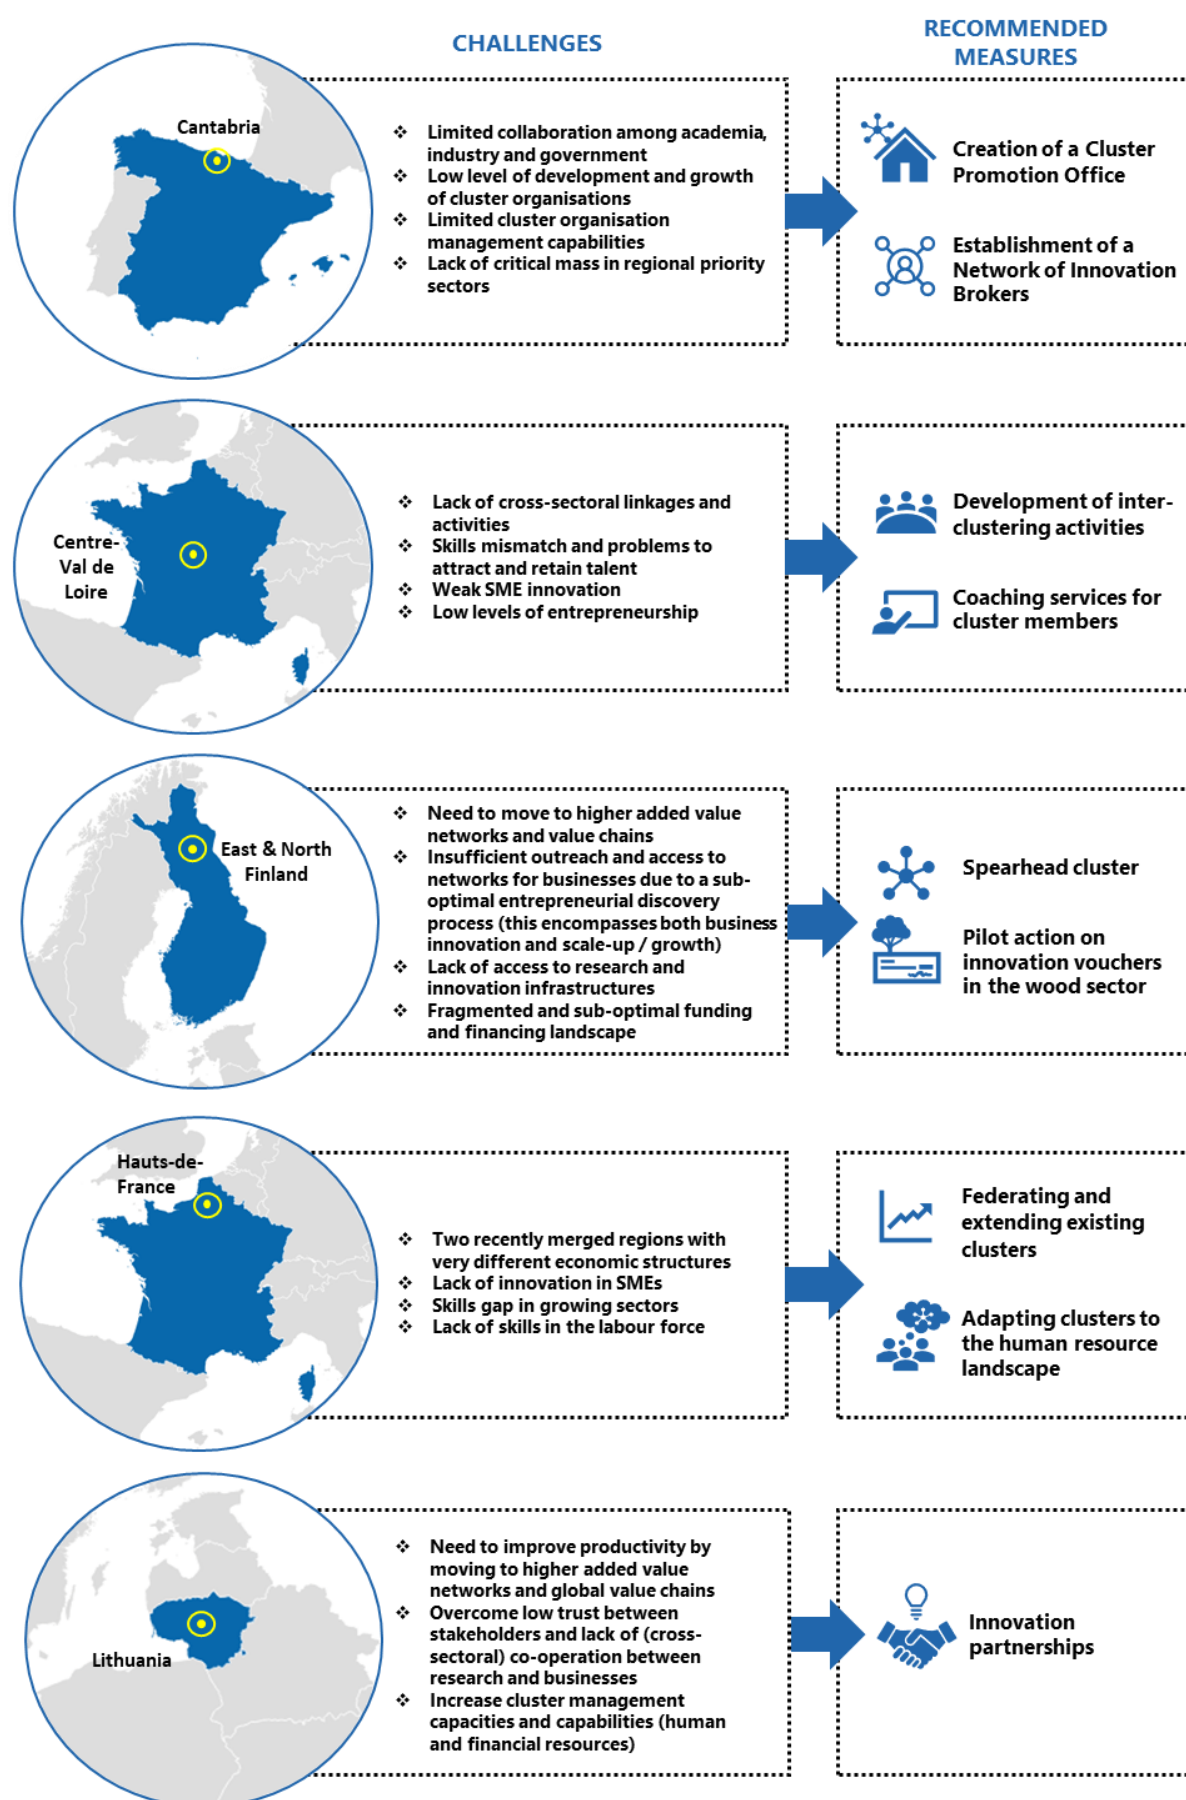 CHALLENGES
RECOMMENDED
MEASURES
Cantabria
❖ Limited collaboration among academia,
industry and government
❖ Low level of development and growth
of cluster organisations
❖ Limited cluster organisation
management capabilities
❖ Lack of critical mass in regional priority
sectors
Creation of a Cluster
Promotion Office
Establishment of a
Network of Innovation
Brokers
Centre-
Val de
Loire
❖ Lack of cross-sectoral linkages and
activities
❖ Skills mismatch and problems to
attract and retain talent
❖ Weak SME innovation
❖ Low levels of entrepreneurship
Development of inter-
clustering activities
Coaching services for
cluster members
East & North
Finland
❖ Need to move to higher added value
networks and value chains
❖ Insufficient outreach and access to
networks for businesses due to a sub-
optimal entrepreneurial discovery
process (this encompasses both business
innovation and scale-up / growth)
❖ Lack of access to research and
innovation infrastructures
❖ Fragmented and sub-optimal funding
and financing landscape
Spearhead cluster
Pilot action on
innovation vouchers
in the wood sector
Hauts-de-
France
❖ Two recently merged regions with
very different economic structures
❖ Lack of innovation in SMEs
❖ Skills gap in growing sectors
❖ Lack of skills in the labour force
Federating and
extending existing
clusters
Adapting clusters to
the human resource
landscape
Lithuania
❖ Need to improve productivity by
moving to higher added value
networks and global value chains
❖ Overcome low trust between
stakeholders and lack of (cross-
sectoral) co-operation between
research and businesses
❖ Increase cluster management
capacities and capabilities (human
and financial resources)
Innovation
partnerships